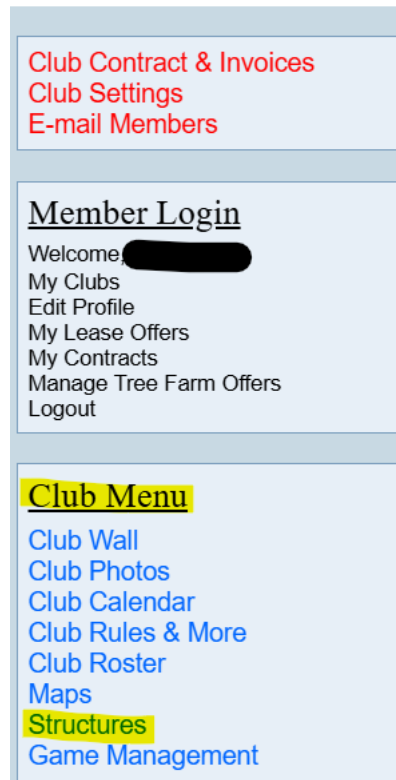 Club Contract & Invoices
Club Settings
E-mail Members
Member Login
Welcome,
My Clubs
Edit Profile
My Lease Offers
My Contracts
Manage Tree Farm Offers
Logout
Club Menu
Club Wall
Club Photos
Club Calendar
Club Rules & More
Club Roster
Maps
Structures
Game Management